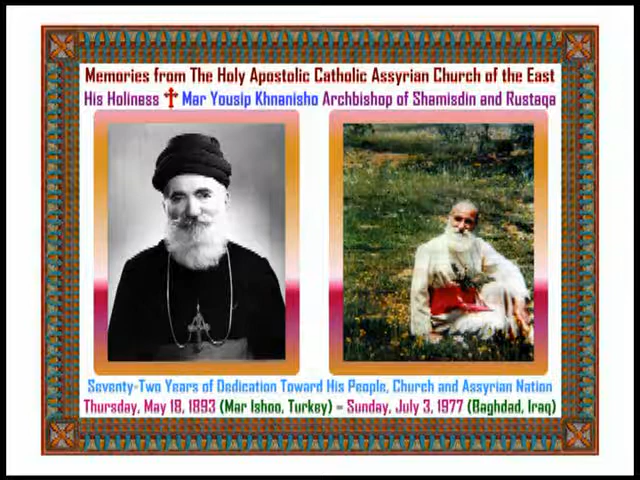 Memories from The Holy Apostolic Catholic Assyrian Church of the East
His Holiness ✝ Mar Yousip Khnanisho Archbishop of Shamisdin and Rustaqa
Seventy-Two Years of Dedication Toward His People, Church and Assyrian Nation
Thursday, May 18, 1893 (Mar Ishoo, Turkey) - Sunday, July 3, 1977 (Baghdad, Iraq)